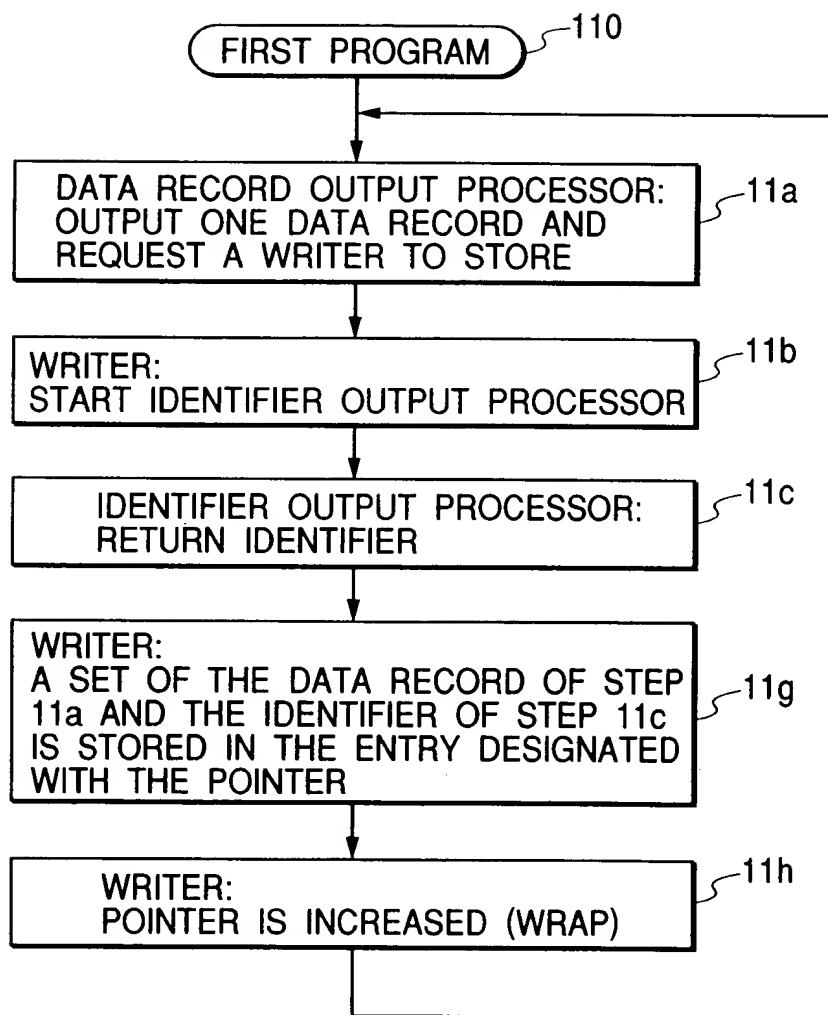 FIRST PROGRAM
110
DATA RECORD OUTPUT PROCESSOR:
OUTPUT ONE DATA RECORD AND
REQUEST A WRITER TO STORE
11a
WRITER:
START IDENTIFIER OUTPUT PROCESSOR
11b
IDENTIFIER OUTPUT PROCESSOR:
RETURN IDENTIFIER
11c
WRITER:
A SET OF THE DATA RECORD OF STEP
11a AND THE IDENTIFIER OF STEP 11c
IS STORED IN THE ENTRY DESIGNATED
WITH THE POINTER
11g
WRITER:
POINTER IS INCREASED (WRAP)
11h